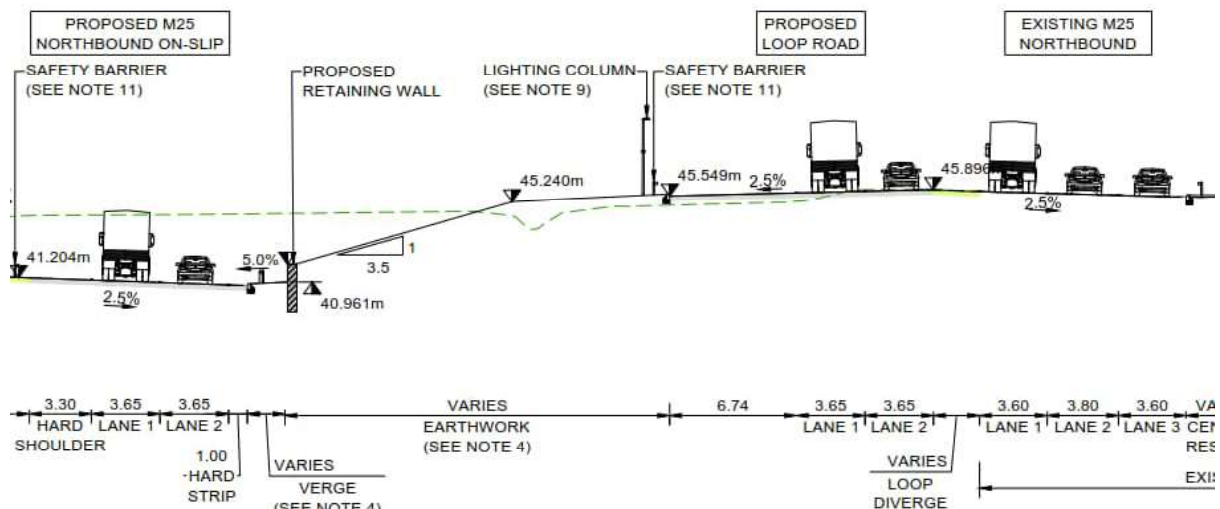 PROPOSED M25
NORTHBOUND ON-SLIP
PROPOSED
LOOP ROAD
EXISTING M25
NORTHBOUND
SAFETY BARRIER
(SEE NOTE 11)
PROPOSED
RETAINING WALL
LIGHTING COLUMN
(SEE NOTE 9)
SAFETY BARRIER
(SEE NOTE 11)
45.240m
45.549m
2.5%
45.896m
2.5%
41.204m
2.5%
5.0%
1
3.5
40.961m
3.30
3.65
3.65
VARIES
6.74
3.65
3.65
3.60
3.80
3.60
HARD
SHOULDER
LANE 1
LANE 2
EARTHWORK
(SEE NOTE 4)
LANE 1
LANE 2
LANE 1
LANE 2
LANE 3
1.00
HARD
STRIP
VARIES
VERGE
(SEE NOTE 4)
VARIES
LOOP
DIVERGE